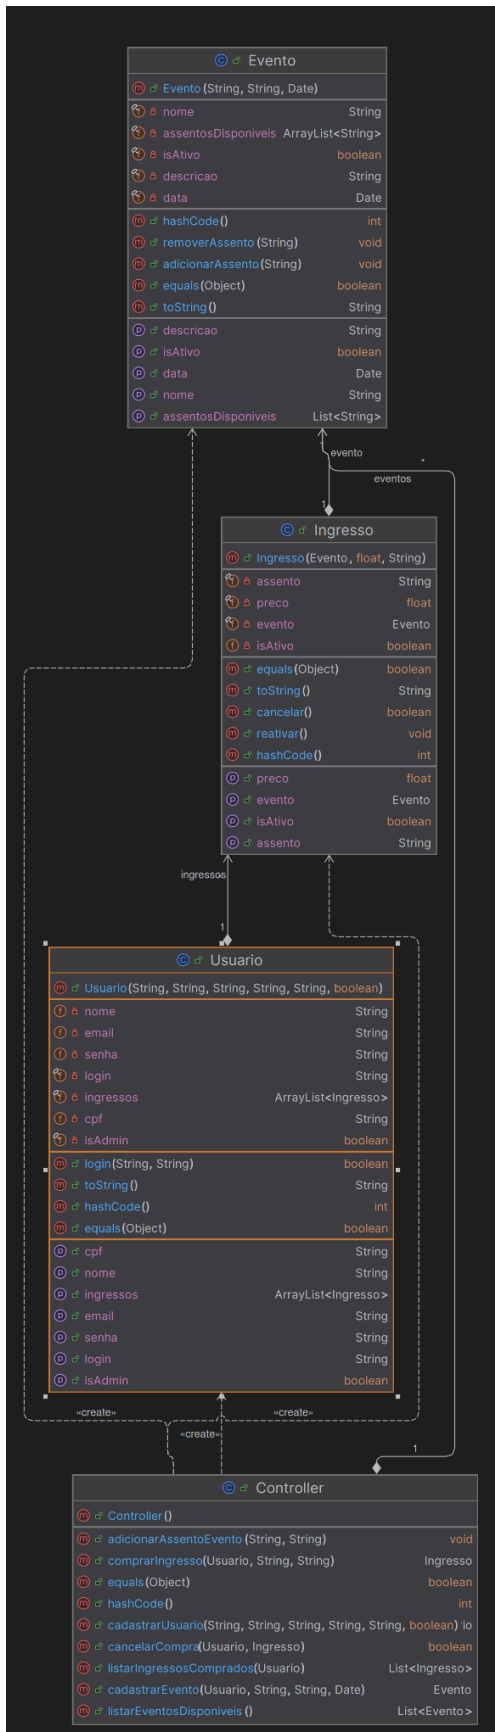 Evento
Evento(String, String, Date)
nome String
assentosDisponiveis ArrayList<String>
isAtivo boolean
descricao String
data Date
hashCode() int
removerAssento(String) void
adicionarAssento(String) void
equals(Object) boolean
toString() String
descricao String
isAtivo boolean
data Date
nome String
assentosDisponiveis List<String>
1
evento
*
eventos
1
Ingresso
Ingresso(Evento, float, String)
assento String
preco float
evento Evento
isAtivo boolean
equals(Object) boolean
toString() String
cancelar() boolean
reativar() void
hashCode() int
preco float
evento Evento
isAtivo boolean
assento String
ingressos
1
Usuario
Usuario(String, String, String, String, String, boolean)
nome String
email String
senha String
login String
ingressos ArrayList<Ingresso>
cpf String
isAdmin boolean
login(String, String) boolean
toString() String
hashCode() int
equals(Object) boolean
cpf String
nome String
ingressos ArrayList<Ingresso>
email String
senha String
login String
isAdmin boolean
«create» «create»
«create»
1
Controller
Controller()
adicionarAssentoEvento(String, String) void
comprarIngresso(Usuario, String, String) Ingresso
equals(Object) boolean
hashCode() int
cadastrarUsuario(String, String, String, String, String, boolean) io
cancelarCompra(Usuario, Ingresso) boolean
listarIngressosComprados(Usuario) List<Ingresso>
cadastrarEvento(Usuario, String, String, Date) Evento
listarEventosDisponiveis() List<Evento>